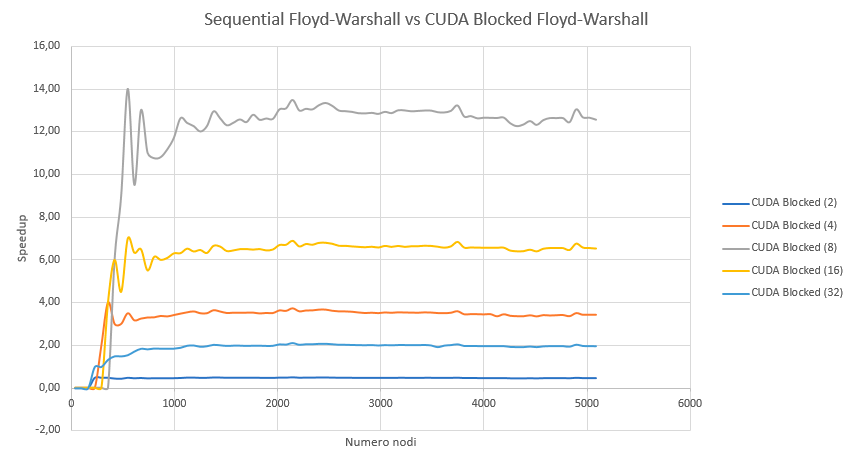 Sequential Floyd-Warshall vs CUDA Blocked Floyd-Warshall
16,00
14,00
12,00
10,00
8,00
6,00
4,00
2,00
0,00
-2,00
Speedup
0
1000
2000
3000
4000
5000
6000
Numero nodi
CUDA Blocked (2)
CUDA Blocked (4)
CUDA Blocked (8)
CUDA Blocked (16)
CUDA Blocked (32)